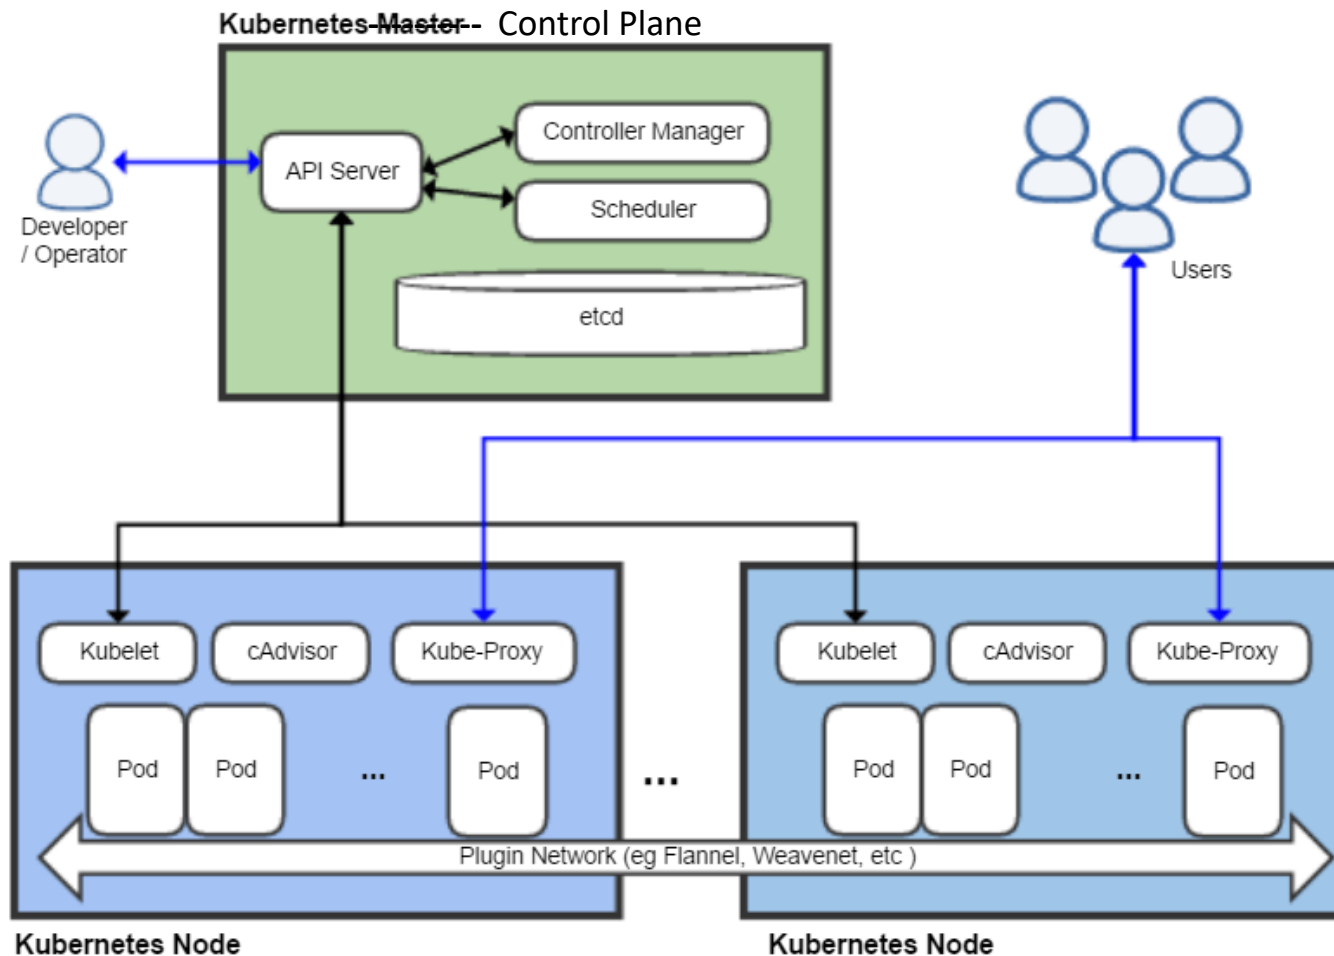 Kubernetes Master-- Control Plane
Controller Manager
API Server
Scheduler
Developer
/ Operator
Users
etcd
Kubelet
cAdvisor
Kube-Proxy
Kubelet
cAdvisor
Kube-Proxy
Pod
Pod
...
Pod
...
Pod
Pod
...
Pod
Plugin Network (eg Flannel, Weavenet, etc )
Kubernetes Node
Kubernetes Node